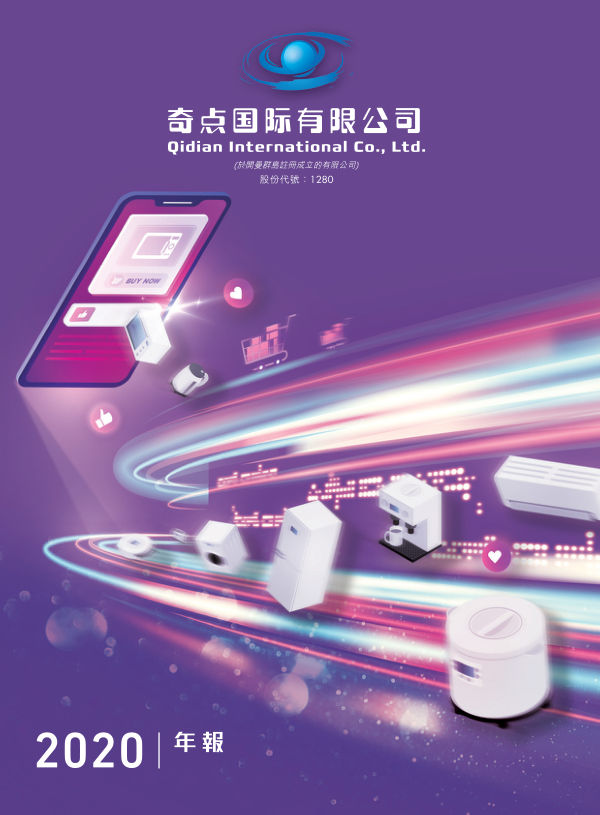 奇点国际有限公司
Qidian International Co., Ltd.
(於開曼群島註冊成立的有限公司)
股份代號：1280
BUY NOW
2020 年報